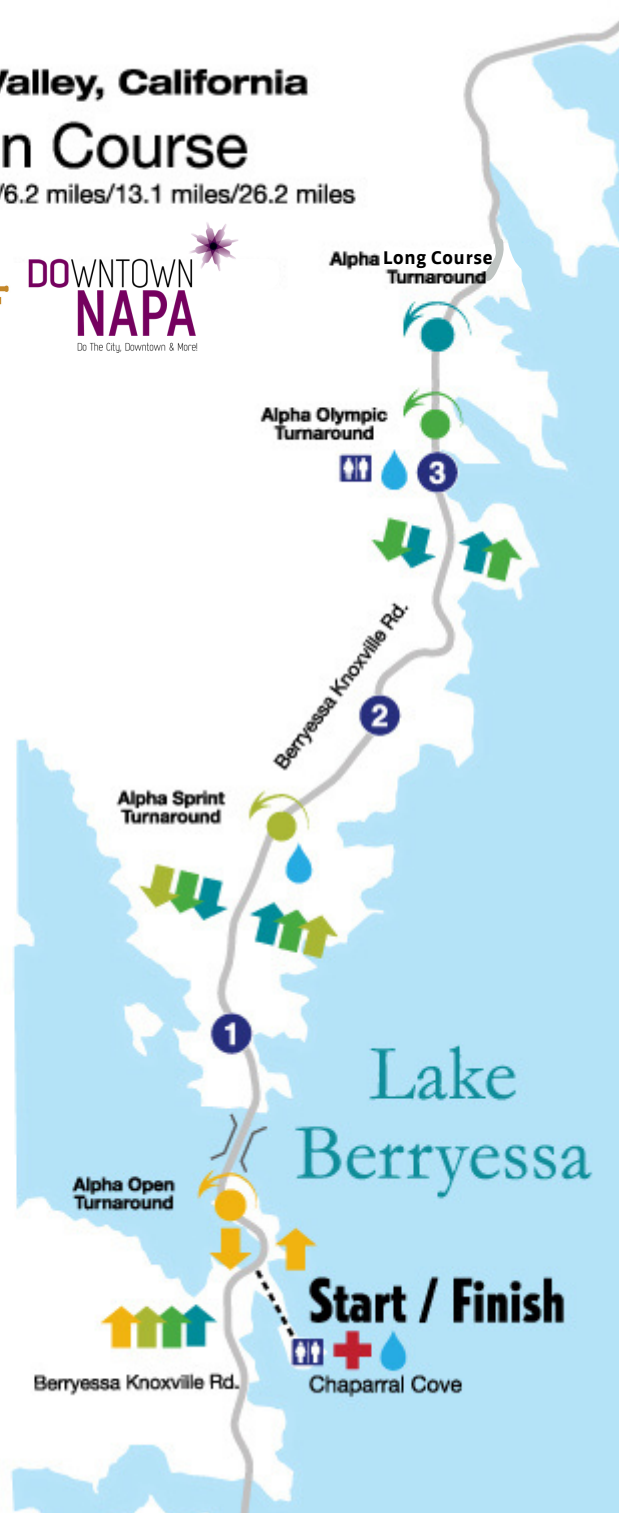 Valley, California
n Course
/6.2 miles/13.1 miles/26.2 miles
DOWNTOWN
NAPA
Do The City, Downtown & More!
Alpha Long Course
Turnaround
Alpha Olympic
Turnaround
3
Berryessa Knoxville Rd.
2
Alpha Sprint
Turnaround
1
Lake
Berryessa
Alpha Open
Turnaround
Start / Finish
Berryessa Knoxville Rd.
Chaparral Cove